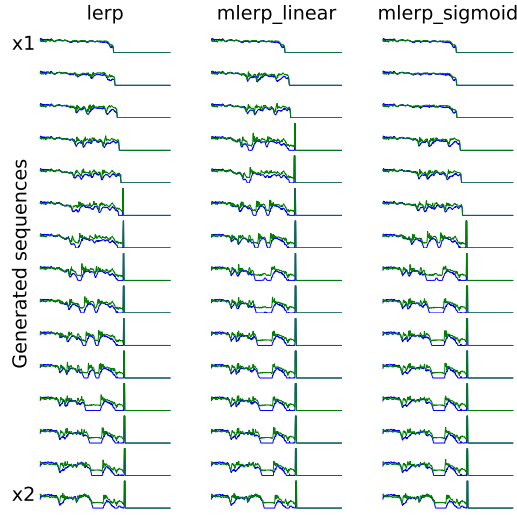 lerp
mlerp_linear
mlerp_sigmoid
x1
Generated sequences
x2